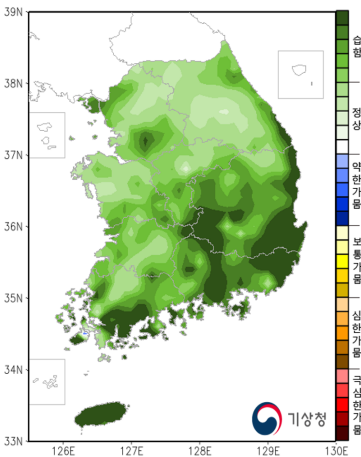 39N
38N
37N
36N
35N
34N
33N
126E
127E
128E
129E
130E
습함
정상
약한가뭄
보통가뭄
심한가뭄
극심한가뭄
기상청